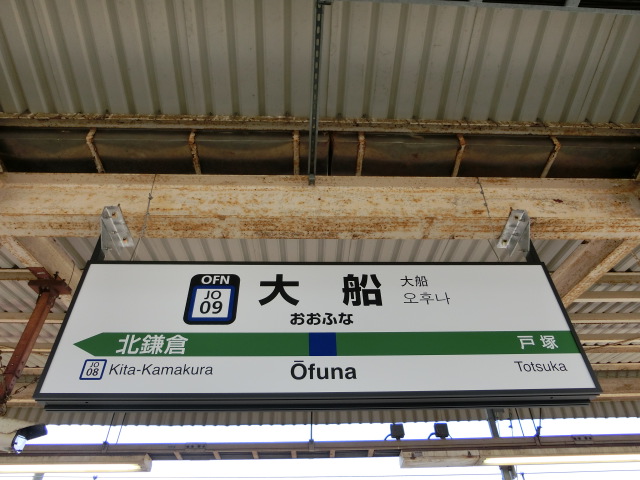 OFN
JO
09
大船
おおふな
大船
오후나
北鎌倉
戸塚
JO
08
Kita-Kamakura
Ōfuna
Totsuka